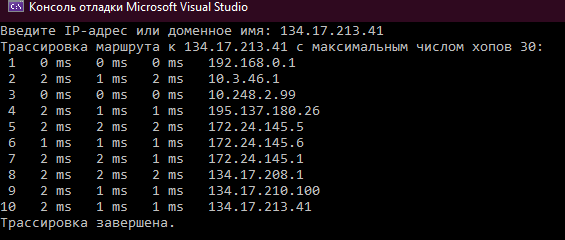 Консоль отладки Microsoft Visual Studio
Введите IP-адрес или доменное имя: 134.17.213.41
Трассировка маршрута к 134.17.213.41 с максимальным числом хопов 30:
1 0 ms 0 ms 0 ms 192.168.0.1
2 2 ms 1 ms 2 ms 10.3.46.1
3 0 ms 0 ms 0 ms 10.248.2.99
4 2 ms 1 ms 1 ms 195.137.180.26
5 2 ms 2 ms 2 ms 172.24.145.5
6 1 ms 1 ms 1 ms 172.24.145.6
7 2 ms 2 ms 1 ms 172.24.145.1
8 2 ms 2 ms 2 ms 134.17.208.1
9 2 ms 1 ms 1 ms 134.17.210.100
10 2 ms 1 ms 1 ms 134.17.213.41
Трассировка завершена.